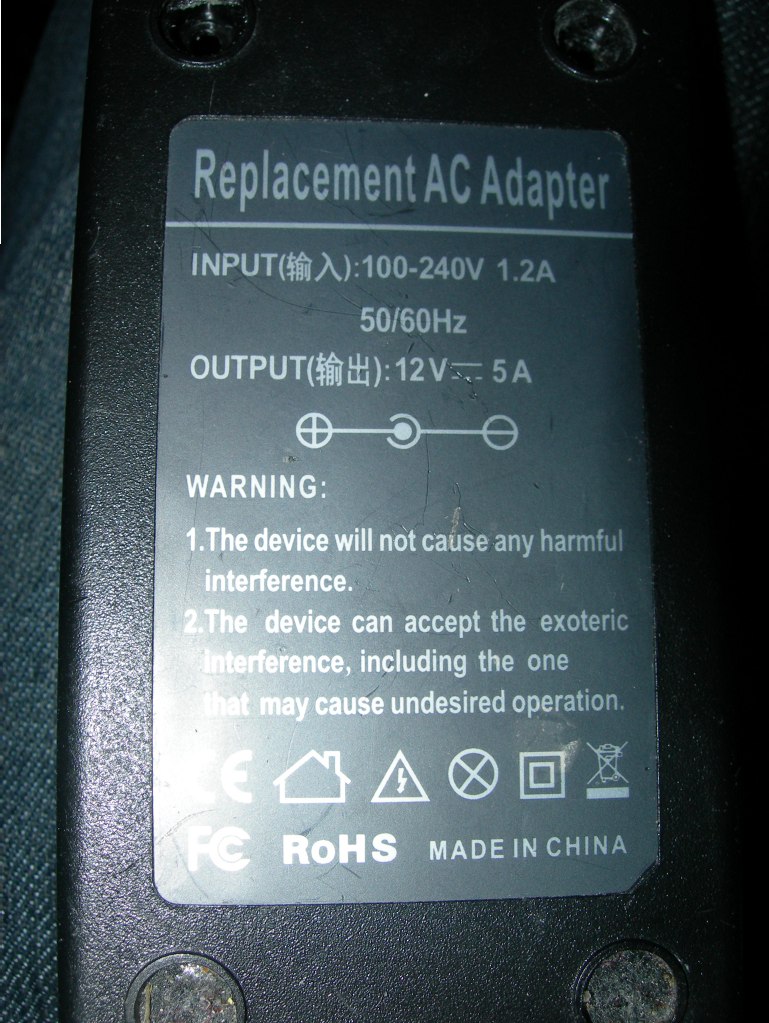 Replacement AC Adapter
INPUT(输入):100-240V 1.2A
50/60Hz
OUTPUT(输出):12V⎓ 5A
WARNING:
1.The device will not cause any harmful
interference.
2.The device can accept the exoteric
interference, including the one
that may cause undesired operation.
CE
FC RoHS MADE IN CHINA